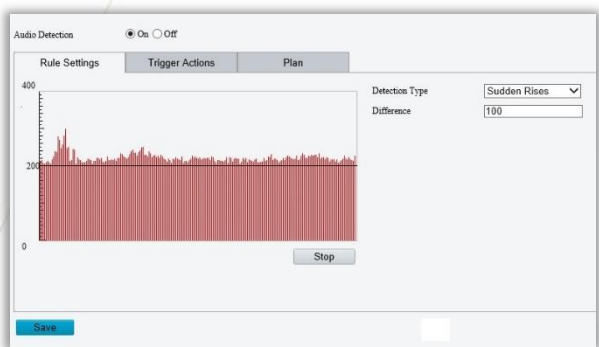 Audio Detection On Off
Rule Settings Trigger Actions Plan
400
Detection Type Sudden Rises
Difference 100
200
0
Stop
Save